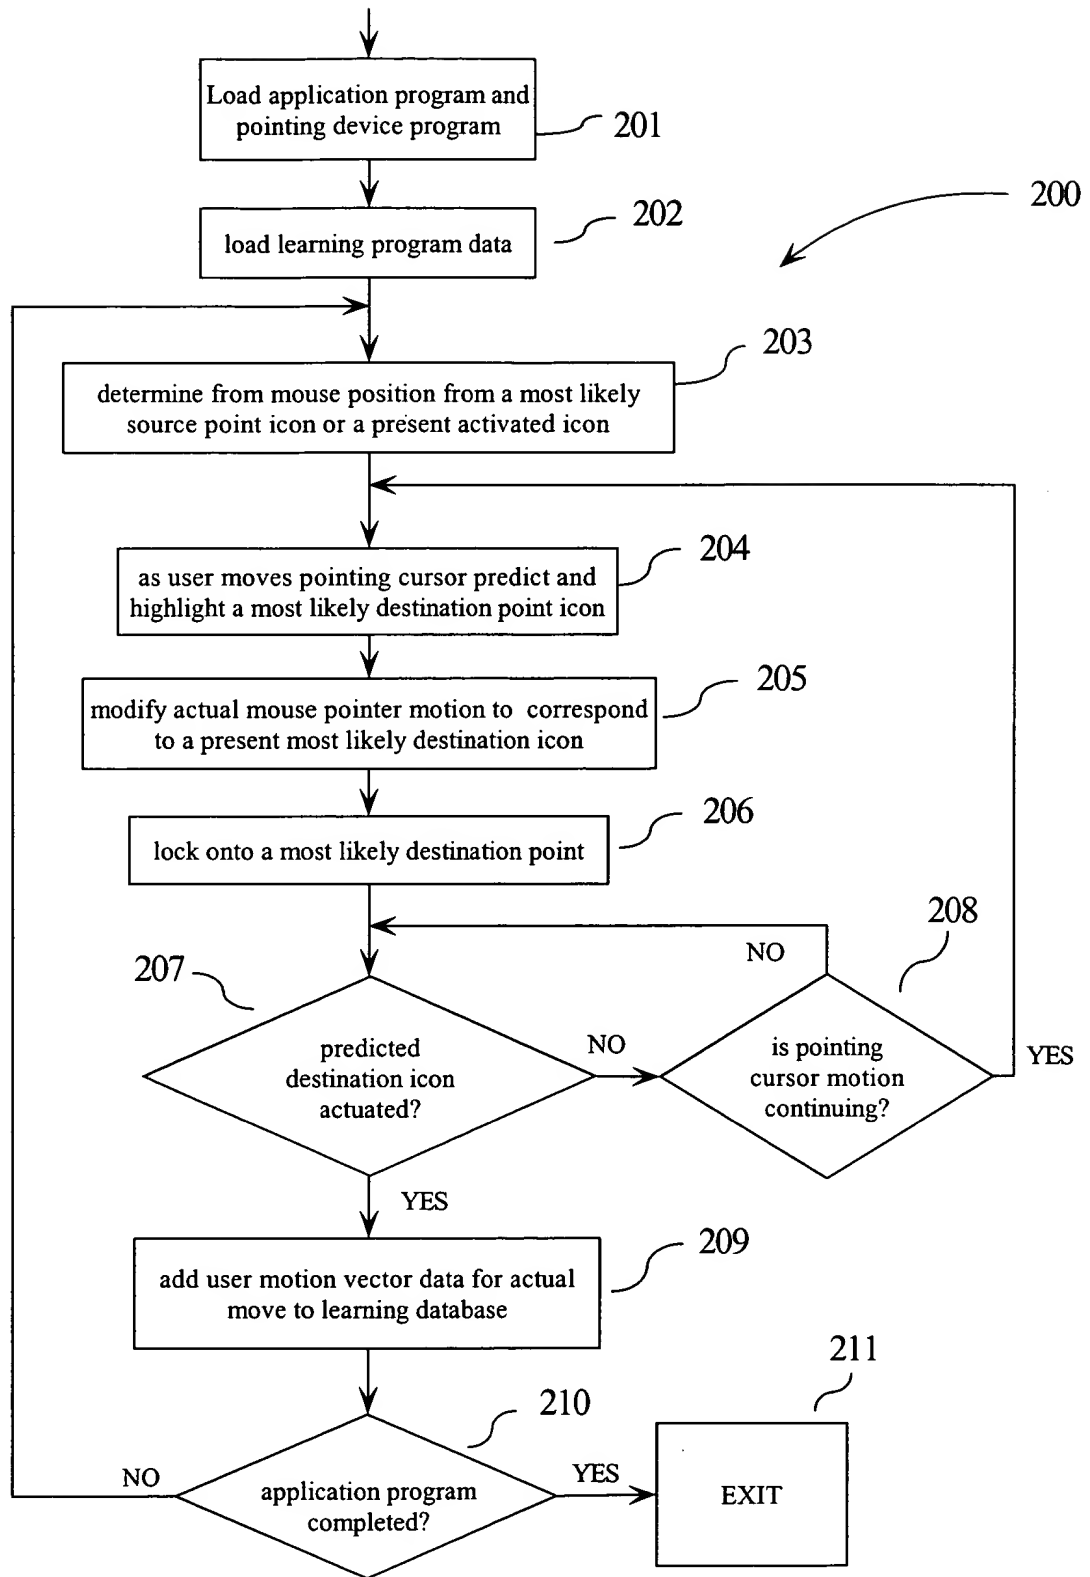 Load application program and
pointing device program
201
load learning program data
202
200
determine from mouse position from a most likely
source point icon or a present activated icon
203
as user moves pointing cursor predict and
highlight a most likely destination point icon
204
modify actual mouse pointer motion to correspond
to a present most likely destination icon
205
lock onto a most likely destination point
206
207
predicted
destination icon
actuated?
NO
208
is pointing
cursor motion
continuing?
NO
YES
YES
add user motion vector data for actual
move to learning database
209
210
application program
completed?
NO
YES
211
EXIT